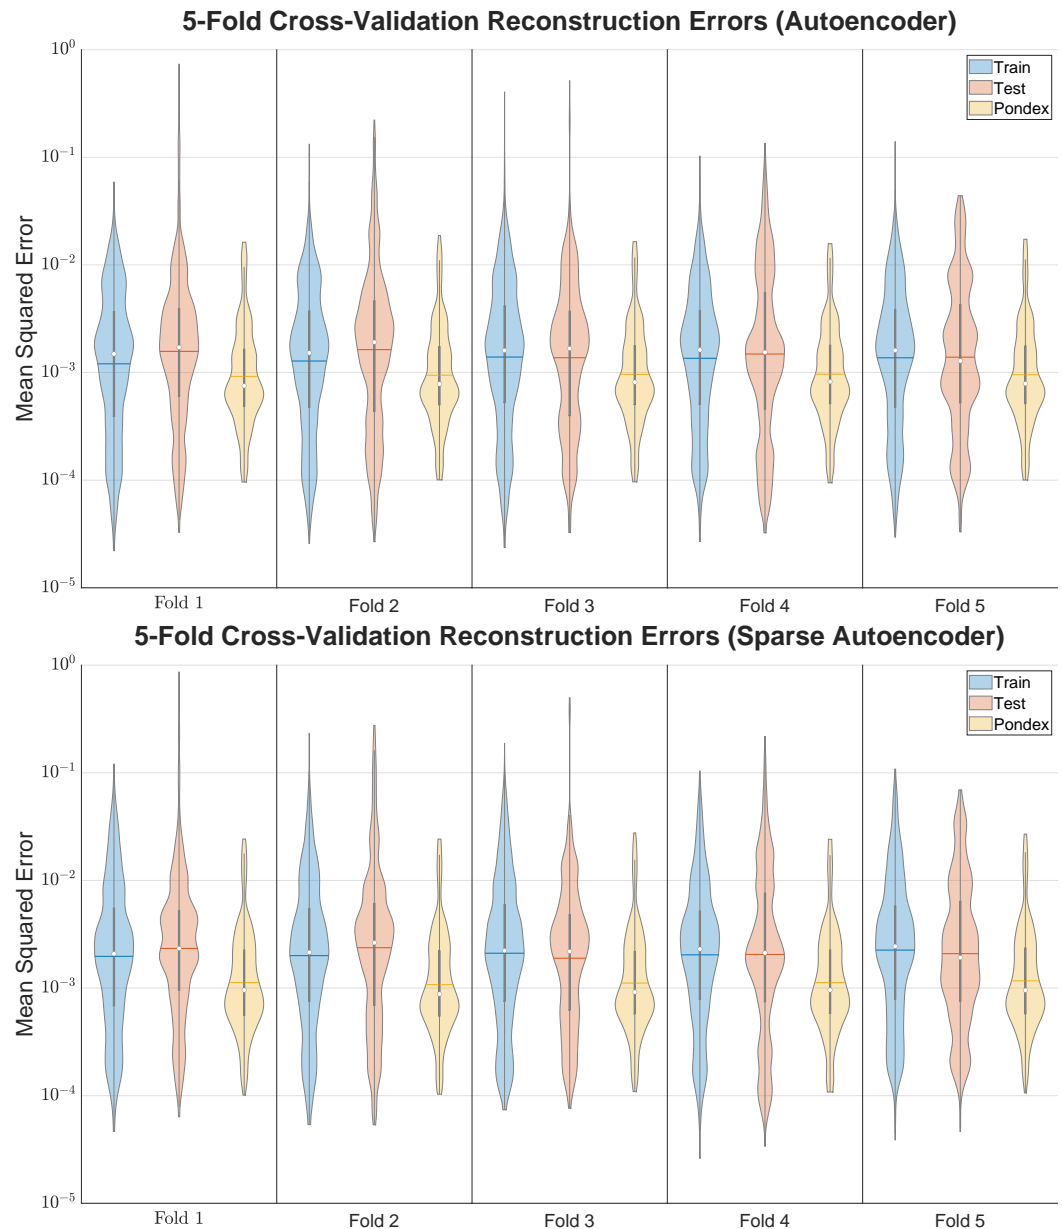 5-Fold Cross-Validation Reconstruction Errors (Autoencoder)
Mean Squared Error
10^0
10^-1
10^-2
10^-3
10^-4
10^-5
Train
Test
Pondex
Fold 1
Fold 2
Fold 3
Fold 4
Fold 5
5-Fold Cross-Validation Reconstruction Errors (Sparse Autoencoder)
Mean Squared Error
10^0
10^-1
10^-2
10^-3
10^-4
10^-5
Train
Test
Pondex
Fold 1
Fold 2
Fold 3
Fold 4
Fold 5